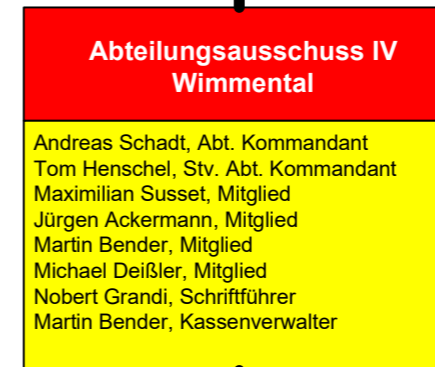 Abteilungsausschuss IV
Wimmental
Andreas Schadt, Abt. Kommandant
Tom Henschel, Stv. Abt. Kommandant
Maximilian Susset, Mitglied
Jürgen Ackermann, Mitglied
Martin Bender, Mitglied
Michael Deißler, Mitglied
Nobert Grandi, Schriftführer
Martin Bender, Kassenverwalter